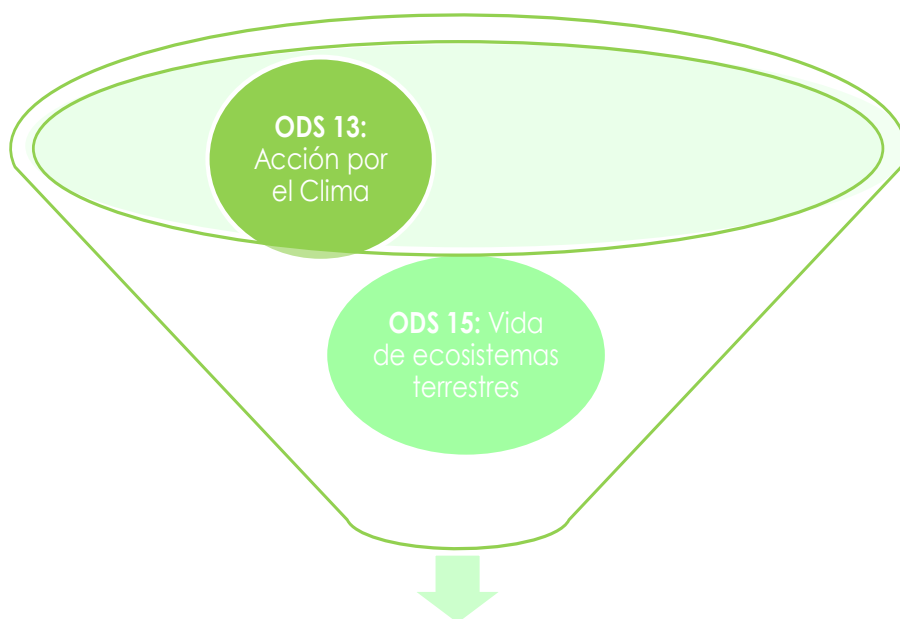 ODS 13:
Acción por
el Clima
ODS 15: Vida
de ecosistemas
terrestres